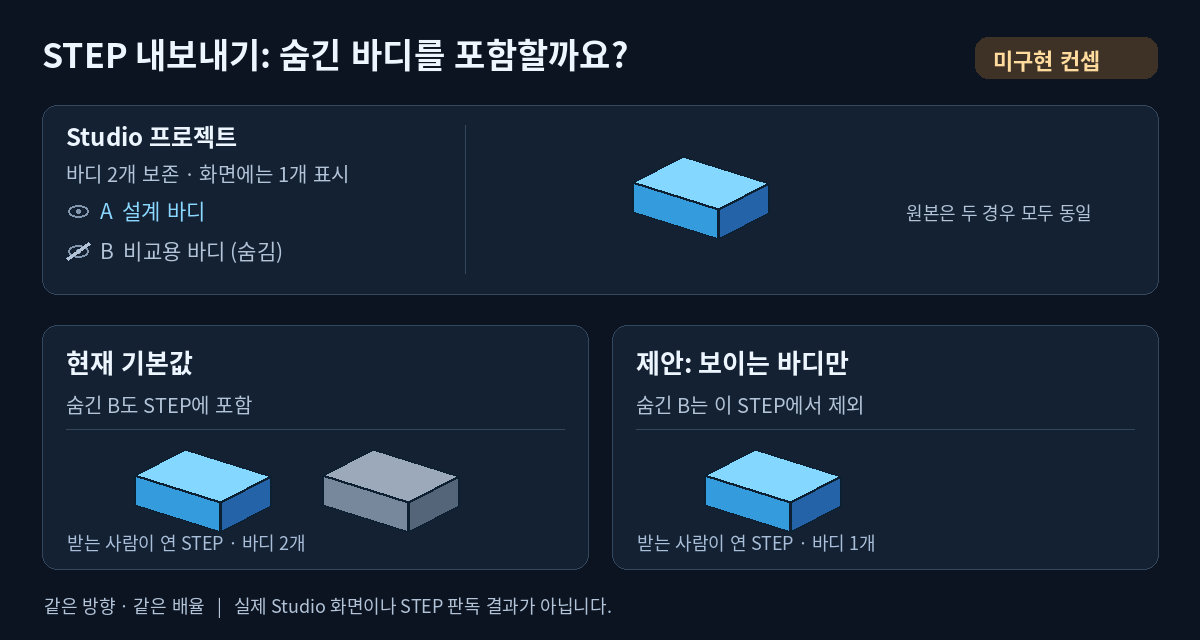 STEP 내보내기: 숨긴 바디를 포함할까요?
미구현 컨셉
Studio 프로젝트
바디 2개 보존 · 화면에는 1개 표시
A 설계 바디
B 비교용 바디 (숨김)
원본은 두 경우 모두 동일
현재 기본값
숨긴 B도 STEP에 포함
받는 사람이 연 STEP · 바디 2개
제안: 보이는 바디만
숨긴 B는 이 STEP에서 제외
받는 사람이 연 STEP · 바디 1개
같은 방향 · 같은 배율 | 실제 Studio 화면이나 STEP 판독 결과가 아닙니다.